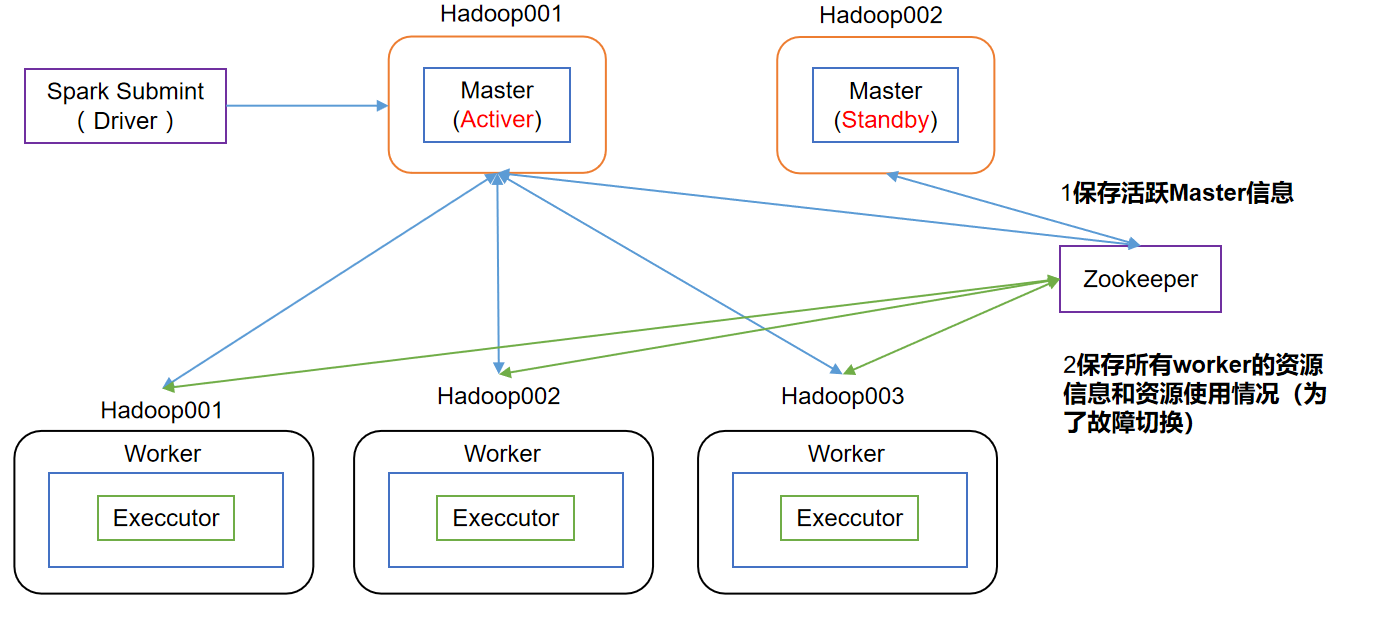 Hadoop001
Hadoop002
Spark Submint
（ Driver ）
Master
(Activer)
Master
(Standby)
1保存活跃Master信息
Zookeeper
2保存所有worker的资源
信息和资源使用情况（为
了故障切换）
Hadoop001
Hadoop002
Hadoop003
Worker
Worker
Worker
Execcutor
Execcutor
Execcutor